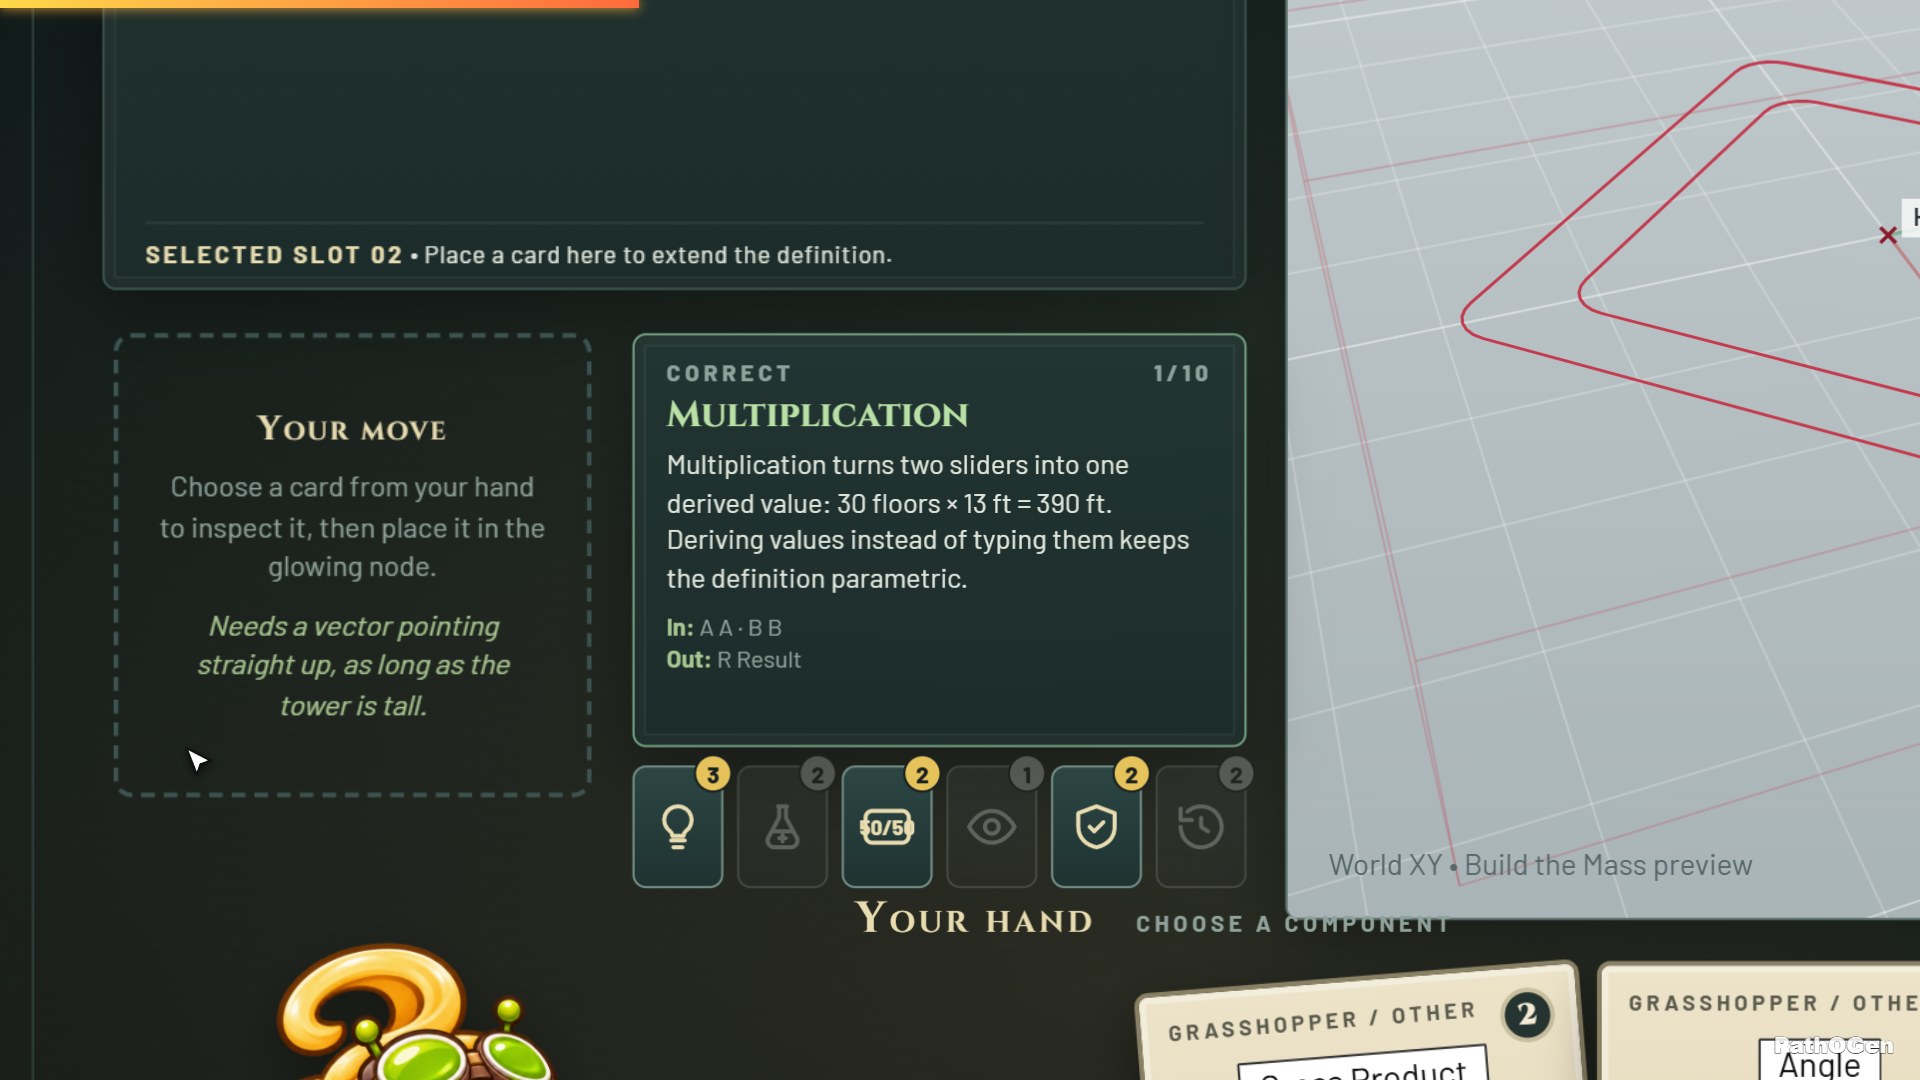 SELECTED SLOT 02 • Place a card here to extend the definition.
YOUR MOVE
Choose a card from your hand
to inspect it, then place it in the
glowing node.
Needs a vector pointing
straight up, as long as the
tower is tall.
CORRECT 1/10
MULTIPLICATION
Multiplication turns two sliders into one
derived value: 30 floors × 13 ft = 390 ft.
Deriving values instead of typing them keeps
the definition parametric.
In: A A · B B
Out: R Result
3 2 2 1 2 2
50/50
World XY • Build the Mass preview
YOUR HAND CHOOSE A COMPONENT
GRASSHOPPER / OTHER 2
Cross Product
GRASSHOPPER / OTHE
Angle
PathOGen